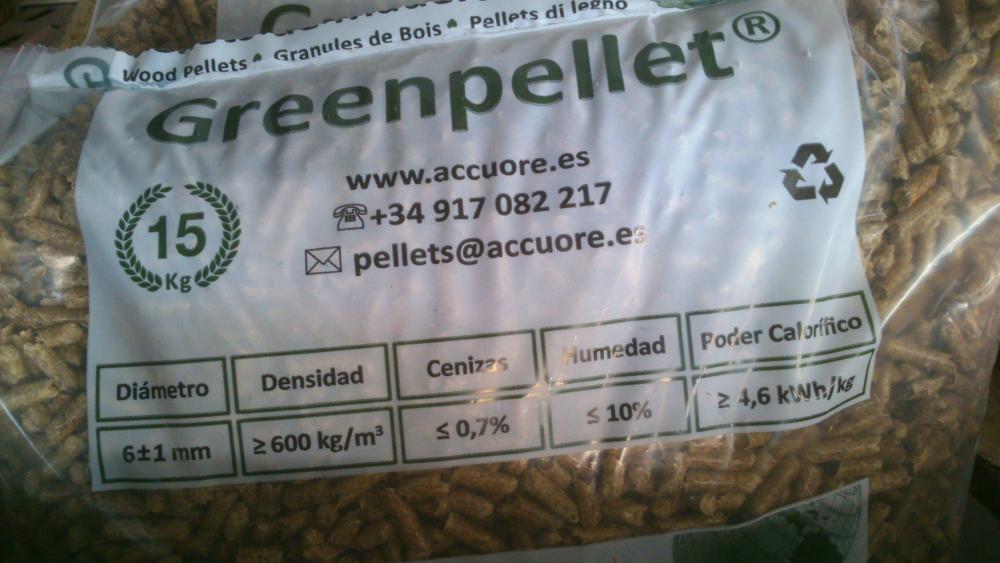 Wood Pellets • Granules de Bois • Pellets di legno
Greenpellet®
www.accuore.es
+34 917 082 217
pellets@accuore.es
15
Kg
Diámetro Densidad Cenizas Humedad Poder Calorífico
6±1 mm ≥ 600 kg/m³ ≤ 0,7% ≤ 10% ≥ 4,6 kWh/kg